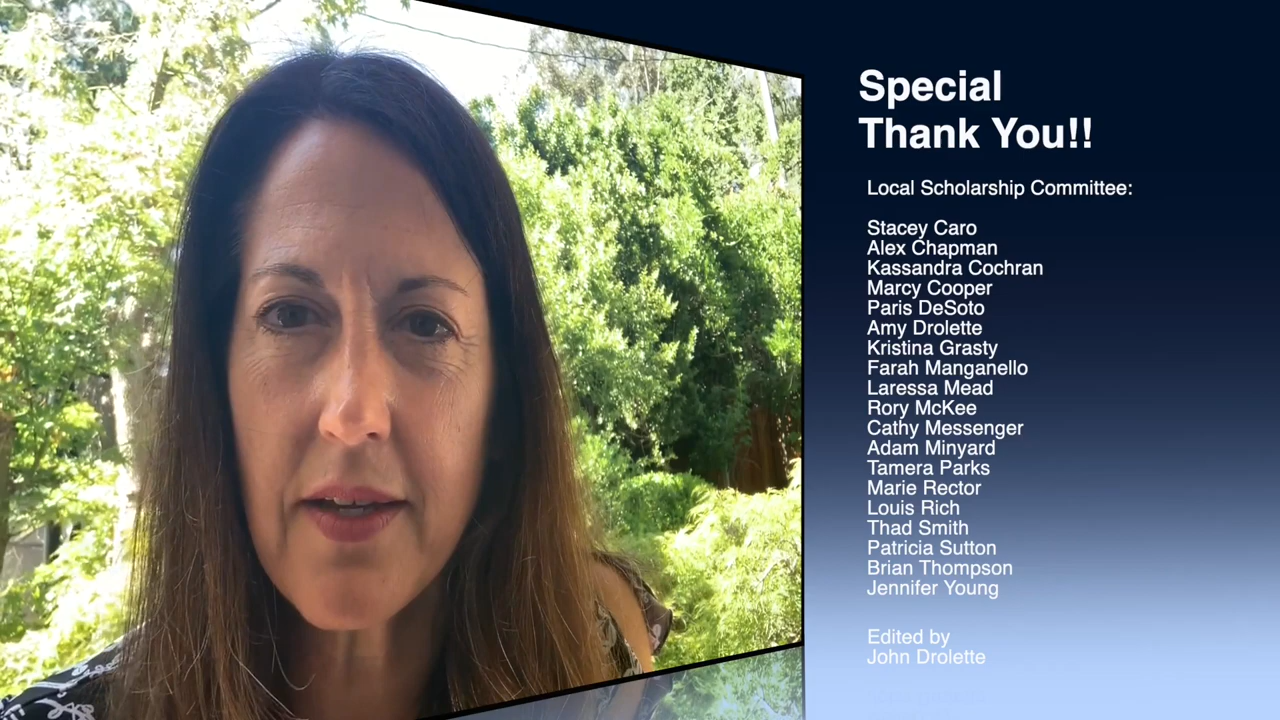 Special
Thank You!!
Local Scholarship Committee:
Stacey Caro
Alex Chapman
Kassandra Cochran
Marcy Cooper
Paris DeSoto
Amy Drolette
Kristina Grasty
Farah Manganello
Laressa Mead
Rory McKee
Cathy Messenger
Adam Minyard
Tamera Parks
Marie Rector
Louis Rich
Thad Smith
Patricia Sutton
Brian Thompson
Jennifer Young
Edited by
John Drolette